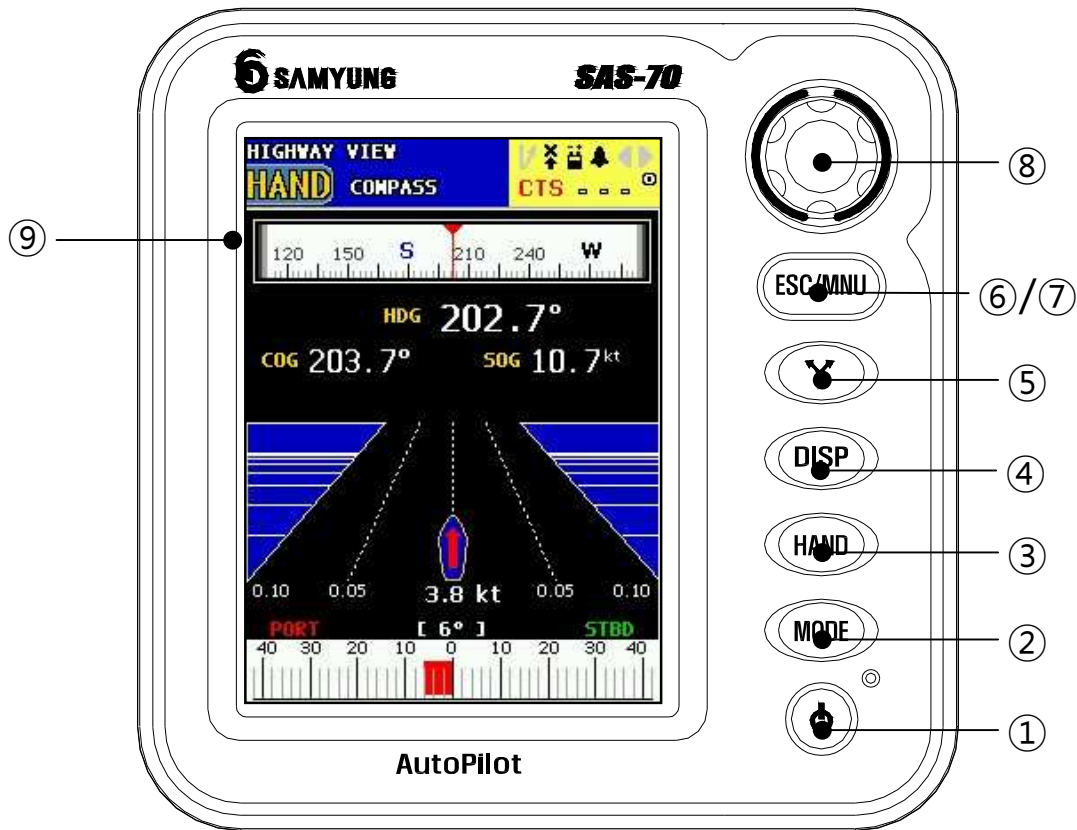 SAMYUNG SAS-70
HIGHWAY VIEW
HAND COMPASS
CTS - - - °
120 150 S 210 240 W
HDG 202.7°
COG 203.7° SOG 10.7kt
0.10 0.05 3.8 kt 0.05 0.10
PORT [ 6° ] STBD
40 30 20 10 0 10 20 30 40
AutoPilot
⑧
ESC/MNU ⑥/⑦
⑤
DISP ④
HAND ③
MODE ②
①
⑨